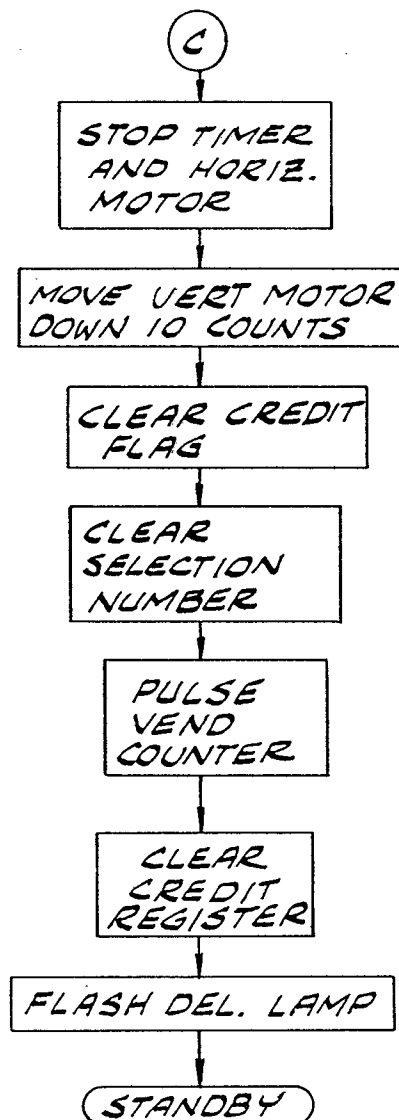 C
STOP TIMER
AND HORIZ.
MOTOR
MOVE VERT MOTOR
DOWN 10 COUNTS
CLEAR CREDIT
FLAG
CLEAR
SELECTION
NUMBER
PULSE
VEND
COUNTER
CLEAR
CREDIT
REGISTER
FLASH DEL. LAMP
STANDBY